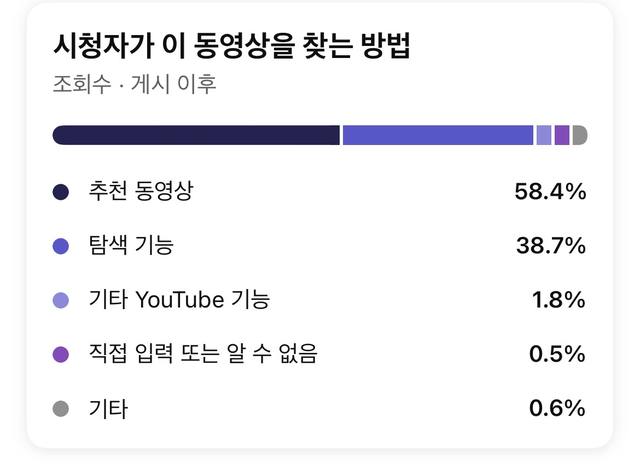 시청자가 이 동영상을 찾는 방법
조회수 · 게시 이후
추천 동영상 58.4%
탐색 기능 38.7%
기타 YouTube 기능 1.8%
직접 입력 또는 알 수 없음 0.5%
기타 0.6%